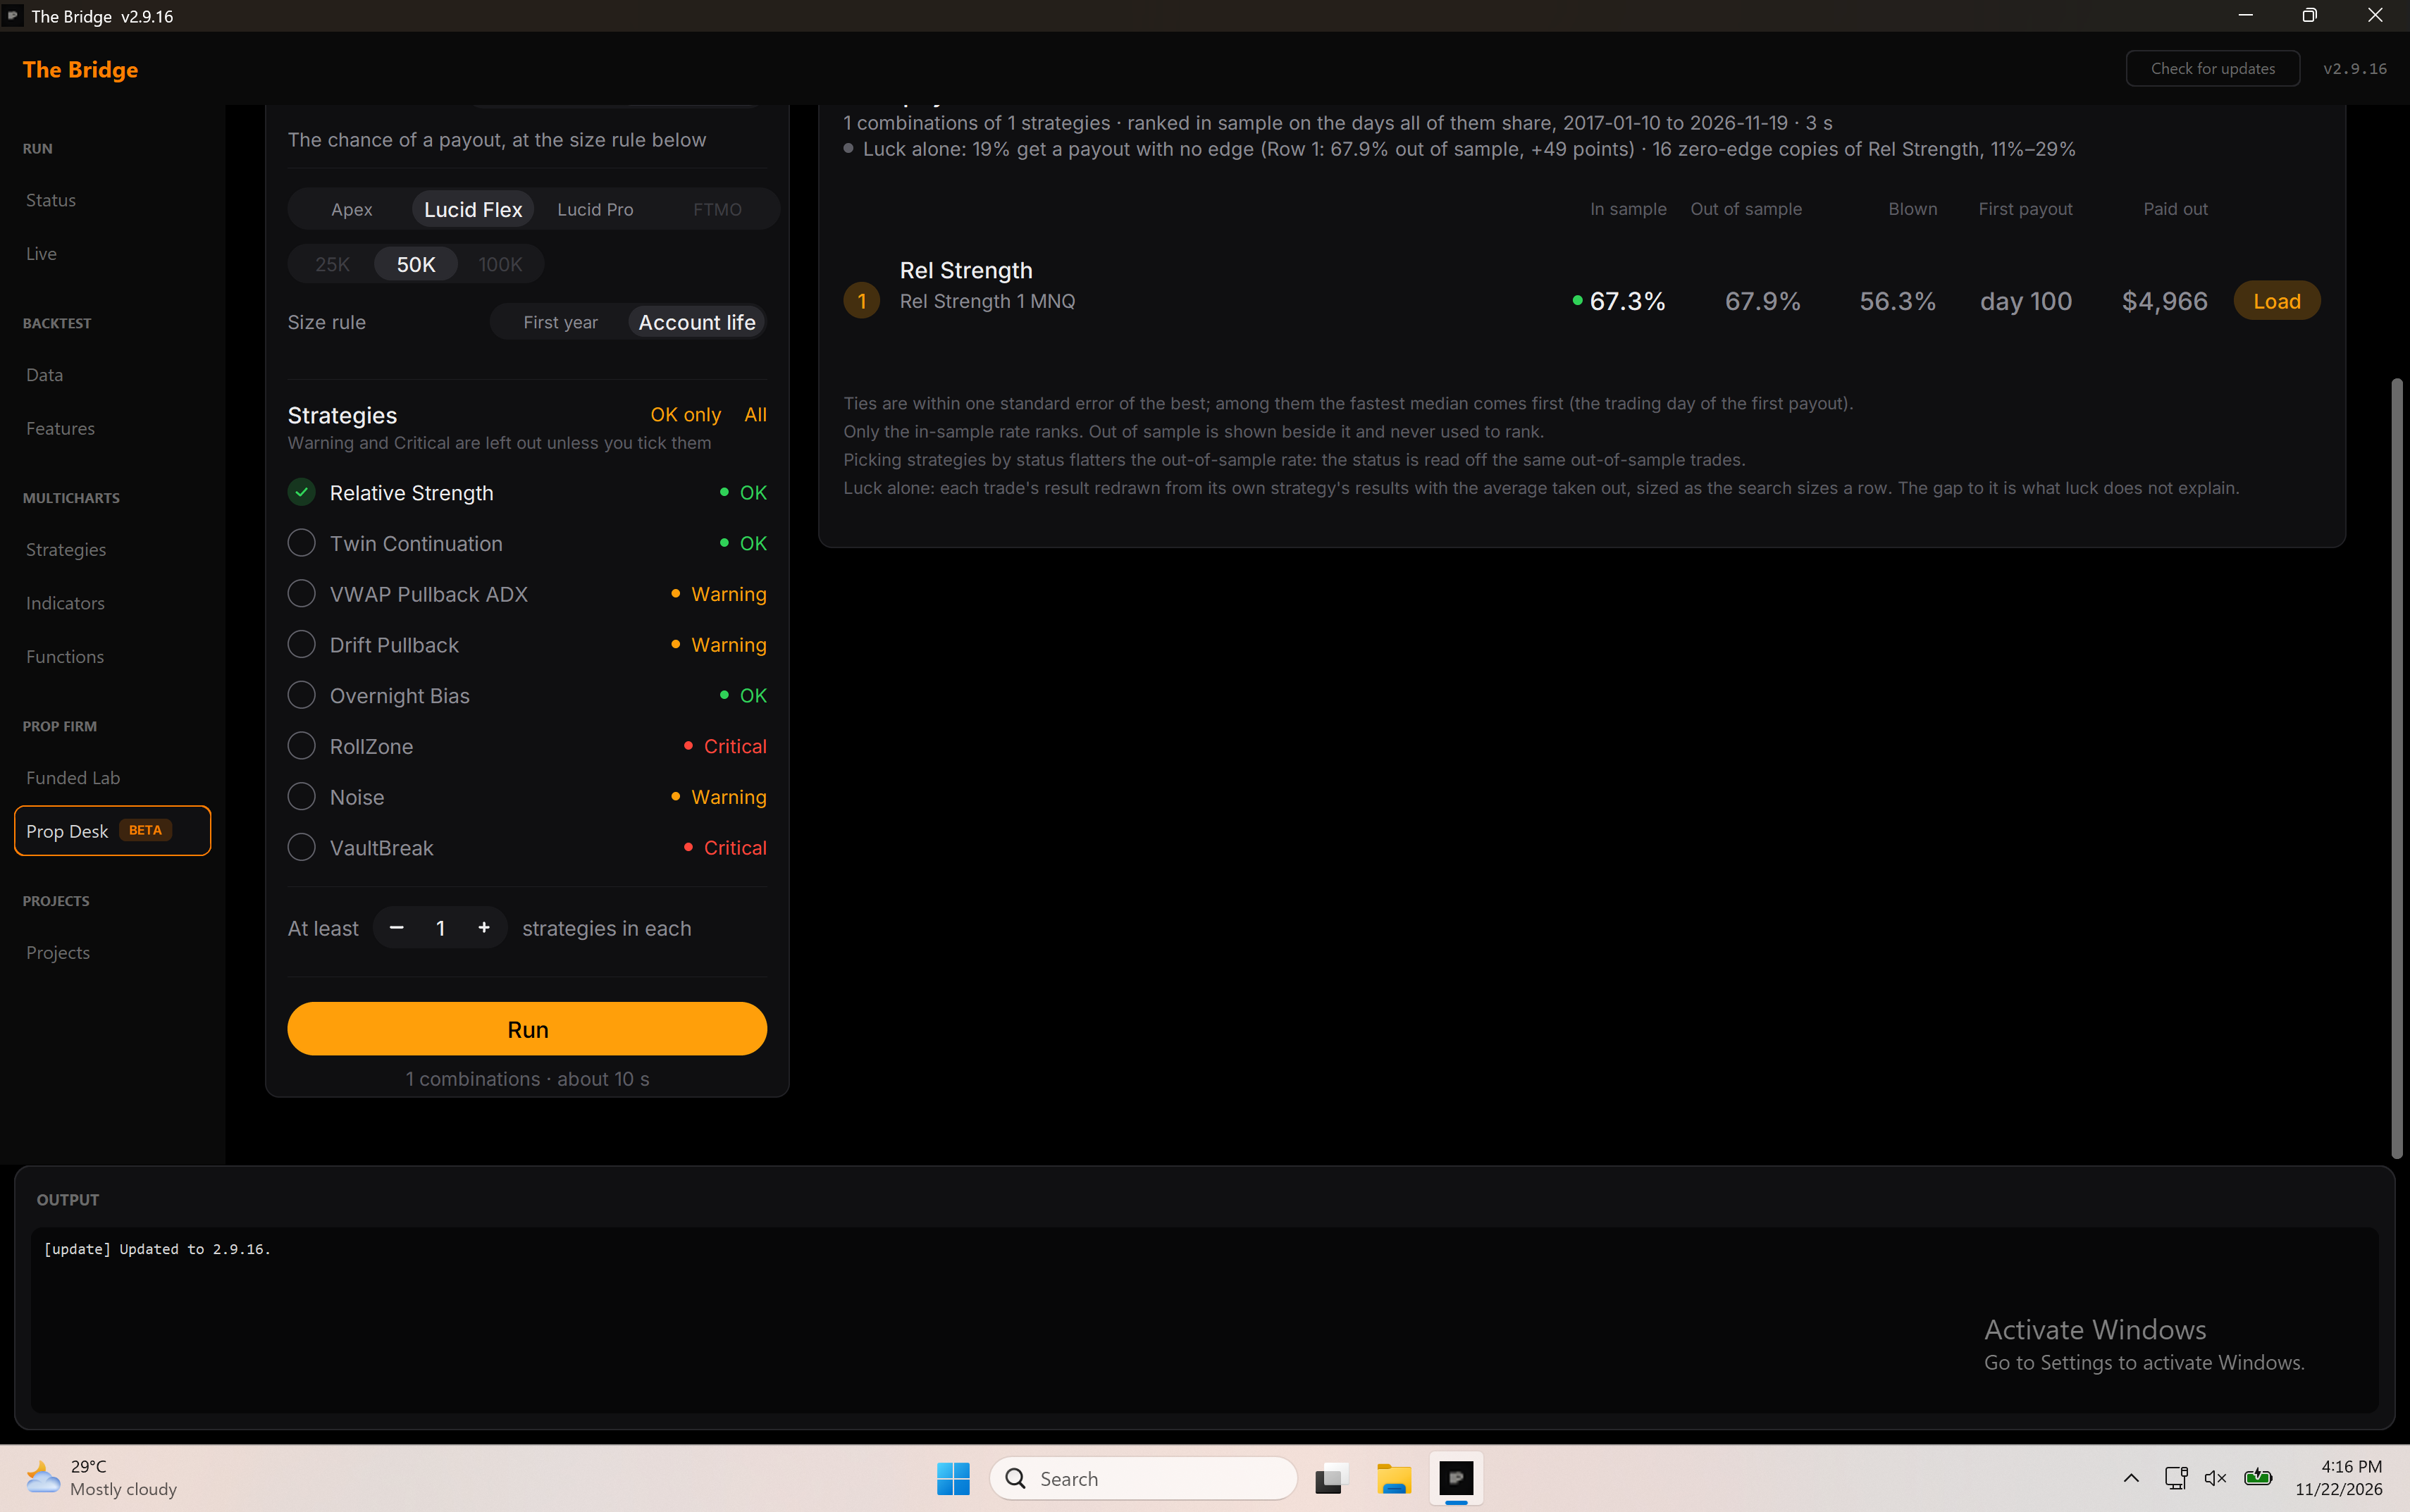 The Bridge v2.9.16
The Bridge
Check for updates
v2.9.16
RUN
Status
Live
BACKTEST
Data
Features
MULTICHARTS
Strategies
Indicators
Functions
PROP FIRM
Funded Lab
Prop Desk BETA
PROJECTS
Projects
The chance of a payout, at the size rule below
Apex Lucid Flex Lucid Pro FTMO
25K 50K 100K
Size rule First year Account life
Strategies OK only All
Warning and Critical are left out unless you tick them
Relative Strength OK
Twin Continuation OK
VWAP Pullback ADX Warning
Drift Pullback Warning
Overnight Bias OK
RollZone Critical
Noise Warning
VaultBreak Critical
At least − 1 + strategies in each
Run
1 combinations · about 10 s
1 combinations of 1 strategies · ranked in sample on the days all of them share, 2017-01-10 to 2026-11-19 · 3 s
Luck alone: 19% get a payout with no edge (Row 1: 67.9% out of sample, +49 points) · 16 zero-edge copies of Rel Strength, 11%–29%
In sample Out of sample Blown First payout Paid out
Rel Strength
1 Rel Strength 1 MNQ 67.3% 67.9% 56.3% day 100 $4,966 Load
Ties are within one standard error of the best; among them the fastest median comes first (the trading day of the first payout).
Only the in-sample rate ranks. Out of sample is shown beside it and never used to rank.
Picking strategies by status flatters the out-of-sample rate: the status is read off the same out-of-sample trades.
Luck alone: each trade's result redrawn from its own strategy's results with the average taken out, sized as the search sizes a row. The gap to it is what luck does not explain.
OUTPUT
[update] Updated to 2.9.16.
Activate Windows
Go to Settings to activate Windows.
29°C
Mostly cloudy
Search
4:16 PM
11/22/2026